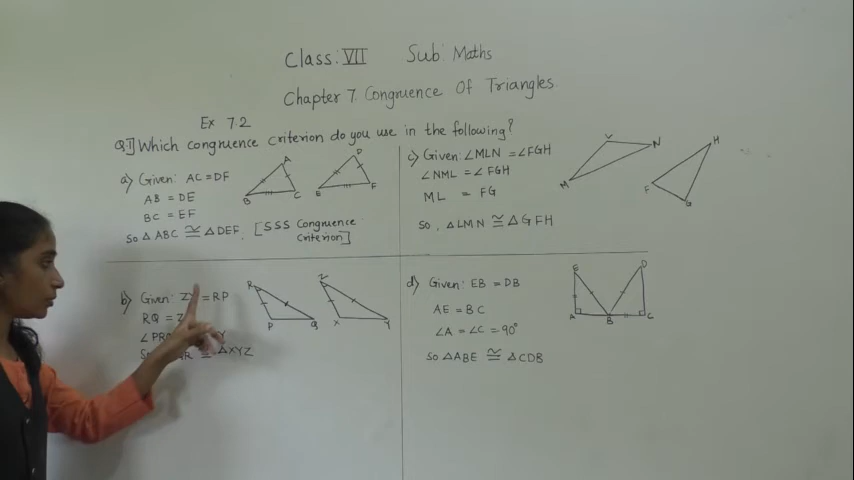 Class: VII Sub: Maths
Chapter 7. Congruence Of Triangles
Ex 7.2
Q.1] Which congruence criterion do you use in the following?
a) Given: AC = DF
AB = DE
BC = EF
So △ ABC ≅ △ DEF. [SSS Congruence
Criterion]
A
B
C
D
E
F
b) Given: = RP
RQ =
≅ △XYZ
R
P
Q
Z
X
Y
c) Given: ∠MLN = ∠FGH
∠NML = ∠FGH
ML = FG
So, △LMN ≅ △GFH
N
M
H
F
G
d) Given: EB = DB
AE = BC
∠A = ∠C = 90°
So △ABE ≅ △CDB
E
D
A
B
C